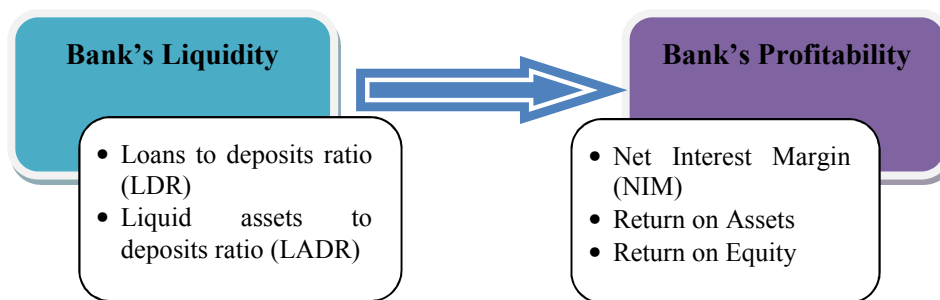 Bank’s Liquidity
• Loans to deposits ratio
(LDR)
• Liquid assets to
deposits ratio (LADR)
Bank’s Profitability
• Net Interest Margin
(NIM)
• Return on Assets
• Return on Equity